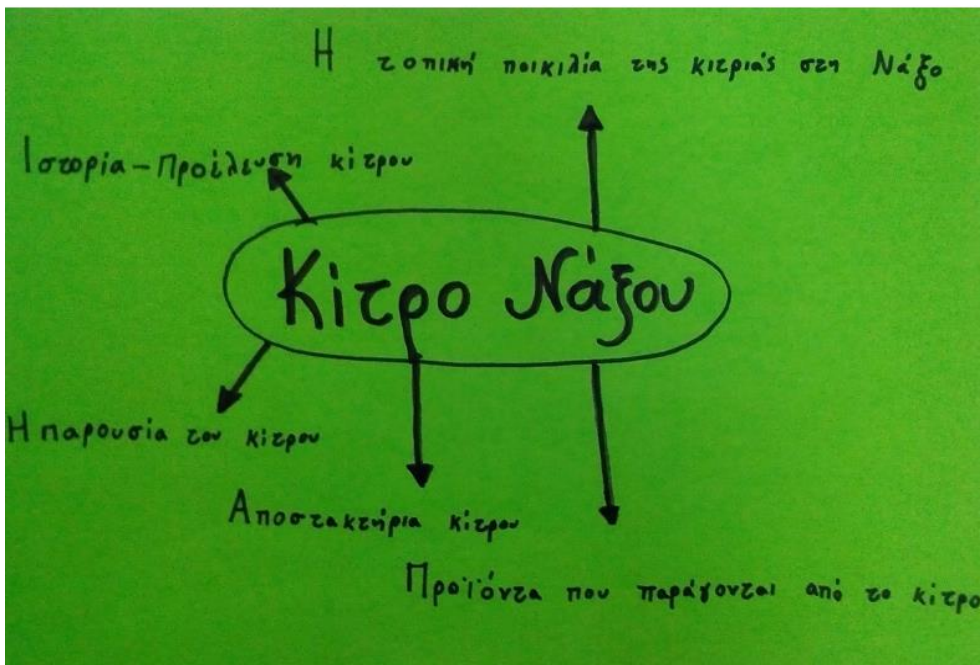 Η τοπική ποικιλία της κιτριάς στη Νάξο
Ιστορία-Προέλευση κίτρου
Κίτρο Νάξου
Η παρουσία του κίτρου
Αποστακτήρια κίτρου
Προϊόντα που παράγονται από το κίτρο